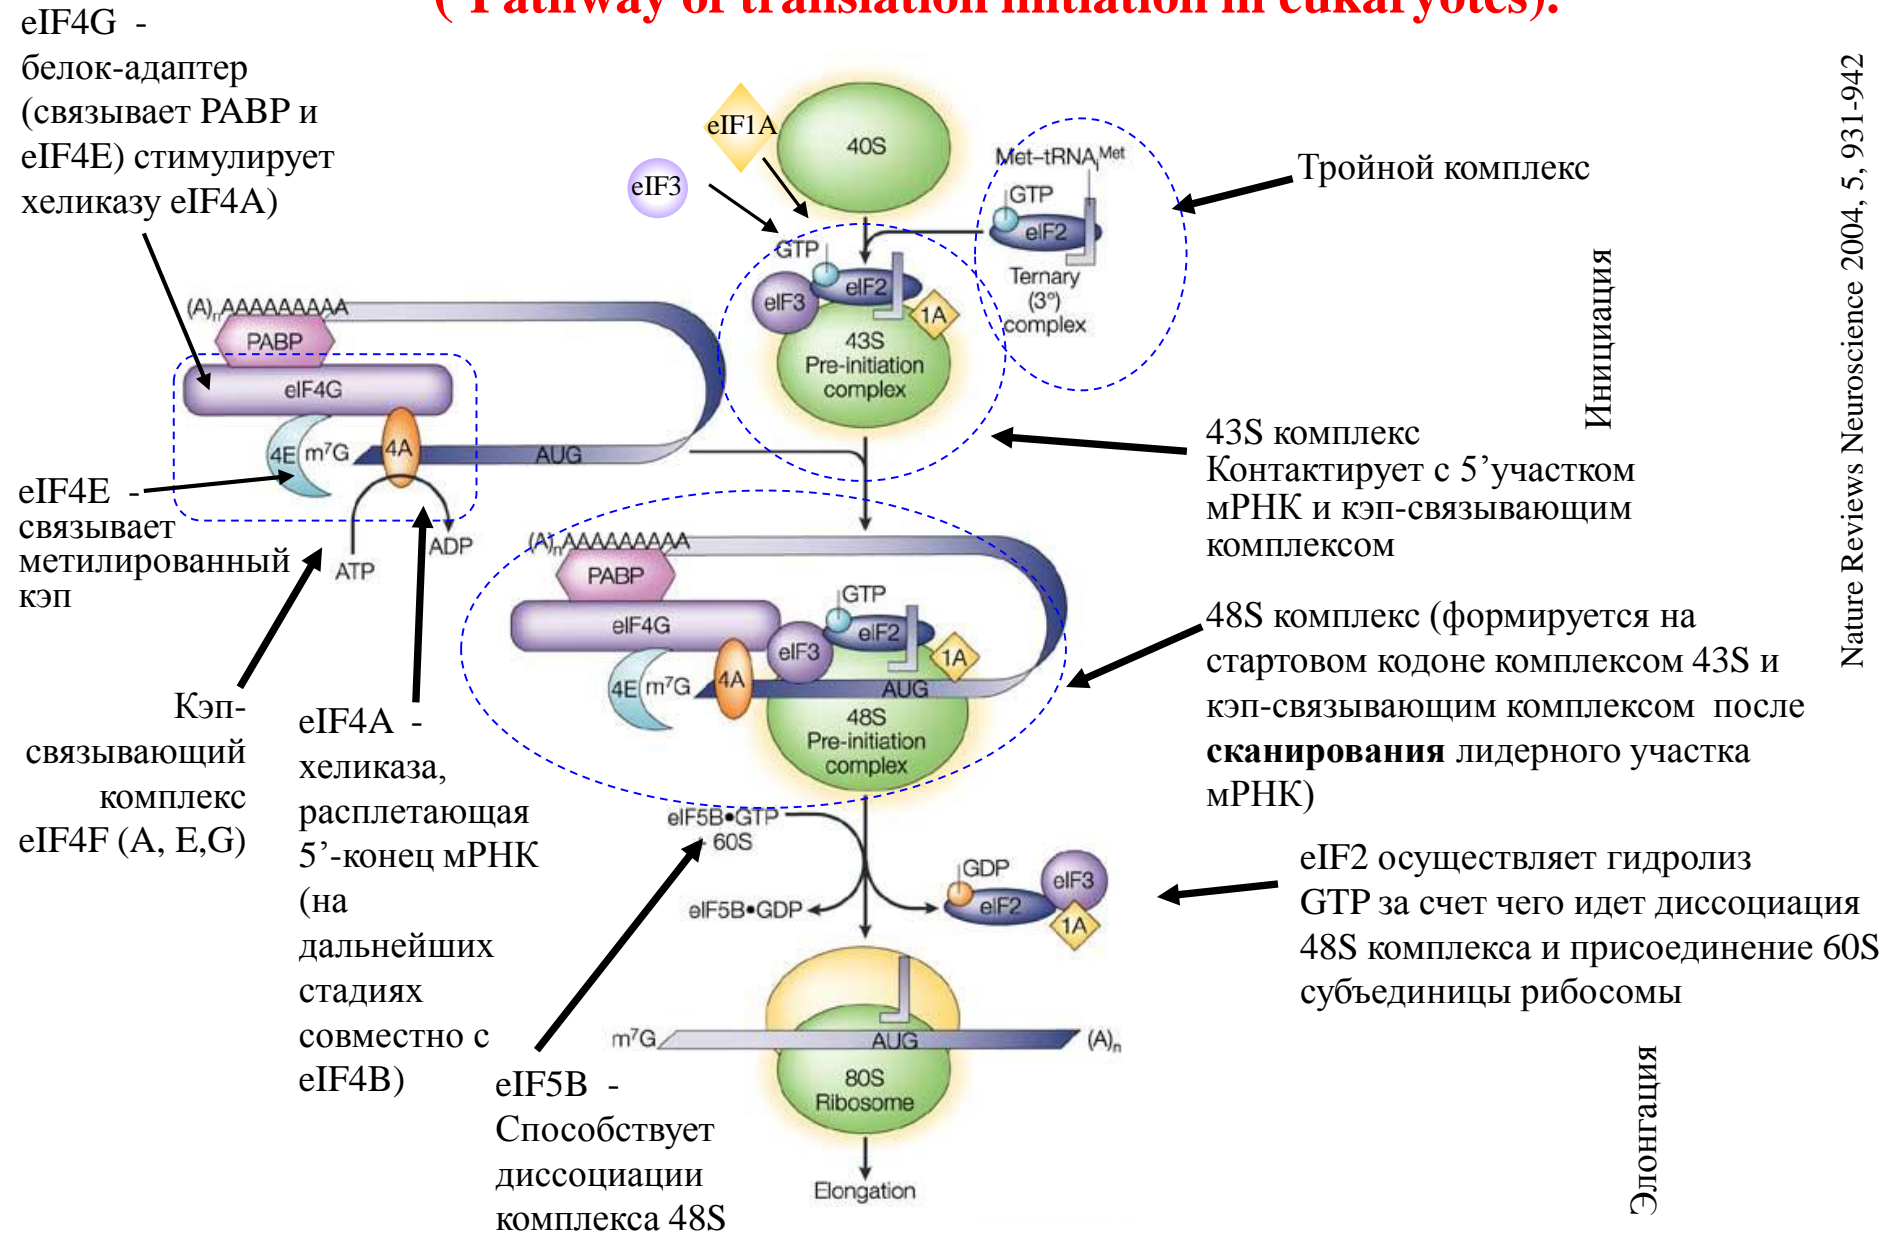 ( Pathway of translation initiation in eukaryotes).
eIF4G -
белок-адаптер
(связывает PABP и
eIF4E) стимулирует
хеликазу eIF4A)
eIF1A
40S
eIF3
Met–tRNAiMet
GTP
eIF2
Ternary
(3°)
complex
Тройной комплекс
GTP
eIF3
eIF2
1A
43S
Pre-initiation
complex
(A)nAAAAAAAAA
PABP
eIF4G
4E
m7G
4A
AUG
ATP
ADP
eIF4E -
связывает
метилированный
кэп
43S комплекс
Контактирует с 5’участком
мРНК и кэп-связывающим
комплексом
Кэп-
связывающий
комплекс
eIF4F (A, E,G)
eIF4A -
хеликаза,
расплетающая
5’-конец мРНК
(на
дальнейших
стадиях
совместно с
eIF4B)
(A)nAAAAAAAAA
PABP
eIF4G
GTP
eIF3
eIF2
1A
4E
m7G
4A
AUG
48S
Pre-initiation
complex
48S комплекс (формируется на
стартовом кодоне комплексом 43S и
кэп-связывающим комплексом после
сканирования лидерного участка
мРНК)
eIF5B•GTP
60S
eIF5B•GDP
GDP
eIF2
eIF3
1A
eIF2 осуществляет гидролиз
GTP за счет чего идет диссоциация
48S комплекса и присоединение 60S
субъединицы рибосомы
m7G
AUG
(A)n
80S
Ribosome
Elongation
eIF5B -
Способствует
диссоциации
комплекса 48S
Инициация
Элонгация
Nature Reviews Neuroscience 2004, 5, 931-942